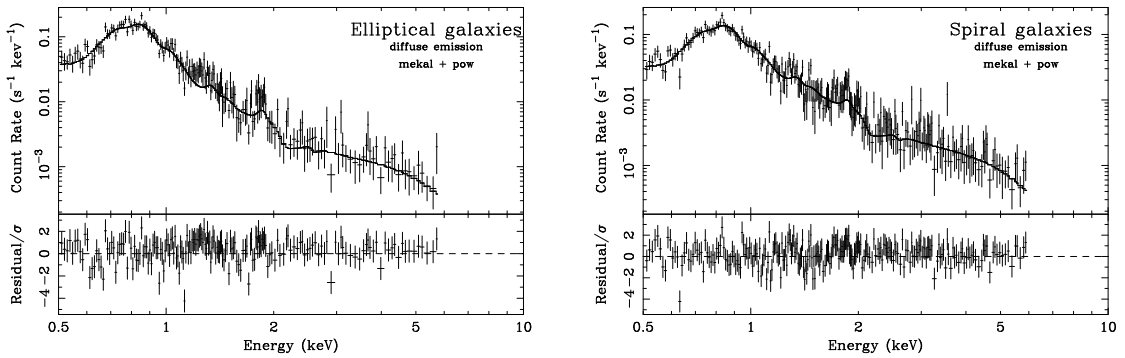 Elliptical galaxies
diffuse emission
mekal + pow
Count Rate (s⁻¹ keV⁻¹)
0.1
0.01
10⁻³
Residual/σ
2
0
−2
−4
0.5
1
2
5
10
Energy (keV)
Spiral galaxies
diffuse emission
mekal + pow
Count Rate (s⁻¹ keV⁻¹)
0.1
0.01
10⁻³
Residual/σ
2
0
−2
−4
0.5
1
2
5
10
Energy (keV)